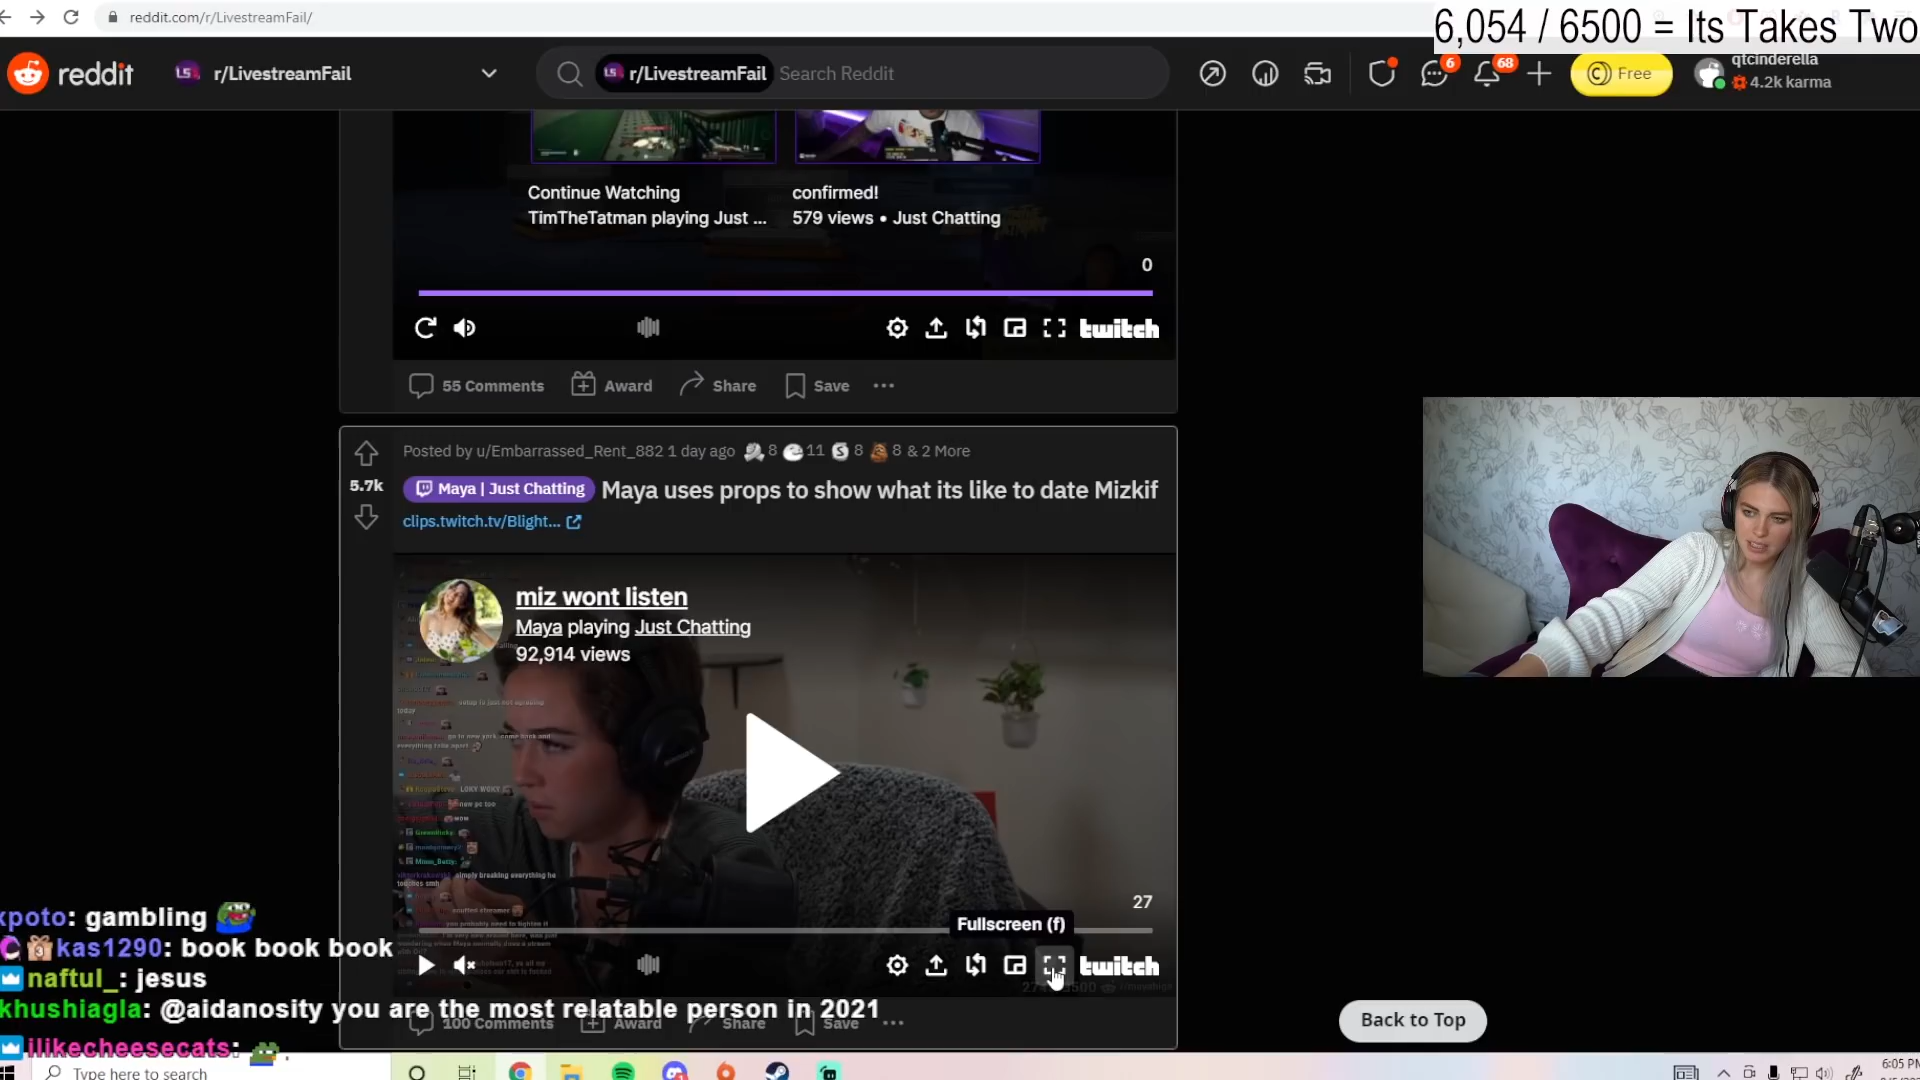 reddit.com/r/LivestreamFail/
6,054 / 6500 = Its Takes Two
reddit
r/LivestreamFail
r/LivestreamFail
Search Reddit
6
68
Free
qtcinderella
4.2k karma
Continue Watching
TimTheTatman playing Just ...
confirmed!
579 views • Just Chatting
0
twitch
55 Comments
Award
Share
Save
Posted by u/Embarrassed_Rent_882 1 day ago 8 11 8 8 & 2 More
5.7k
Maya | Just Chatting
Maya uses props to show what its like to date Mizkif
clips.twitch.tv/Blight...
miz wont listen
Maya playing Just Chatting
92,914 views
27
Fullscreen (f)
twitch
xpoto: gambling
kas1290: book book book
naftul_: jesus
khushiagla: @aidanosity you are the most relatable person in 2021
ilikecheesecats:
100 Comments
Award
Share
Save
Back to Top
Type here to search
6:05 PM